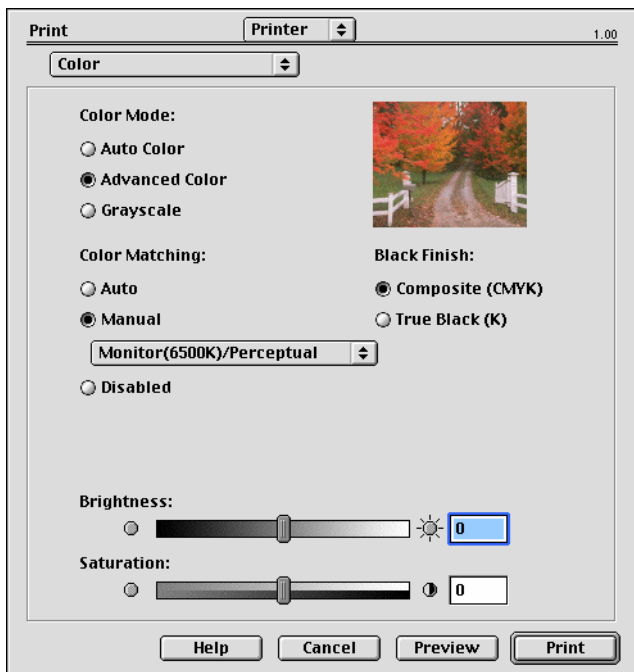 Print Printer 1.00
Color
Color Mode:
Auto Color
Advanced Color
Grayscale
Color Matching: Black Finish:
Auto Composite (CMYK)
Manual True Black (K)
Monitor(6500K)/Perceptual
Disabled
Brightness:
0
Saturation:
0
Help Cancel Preview Print